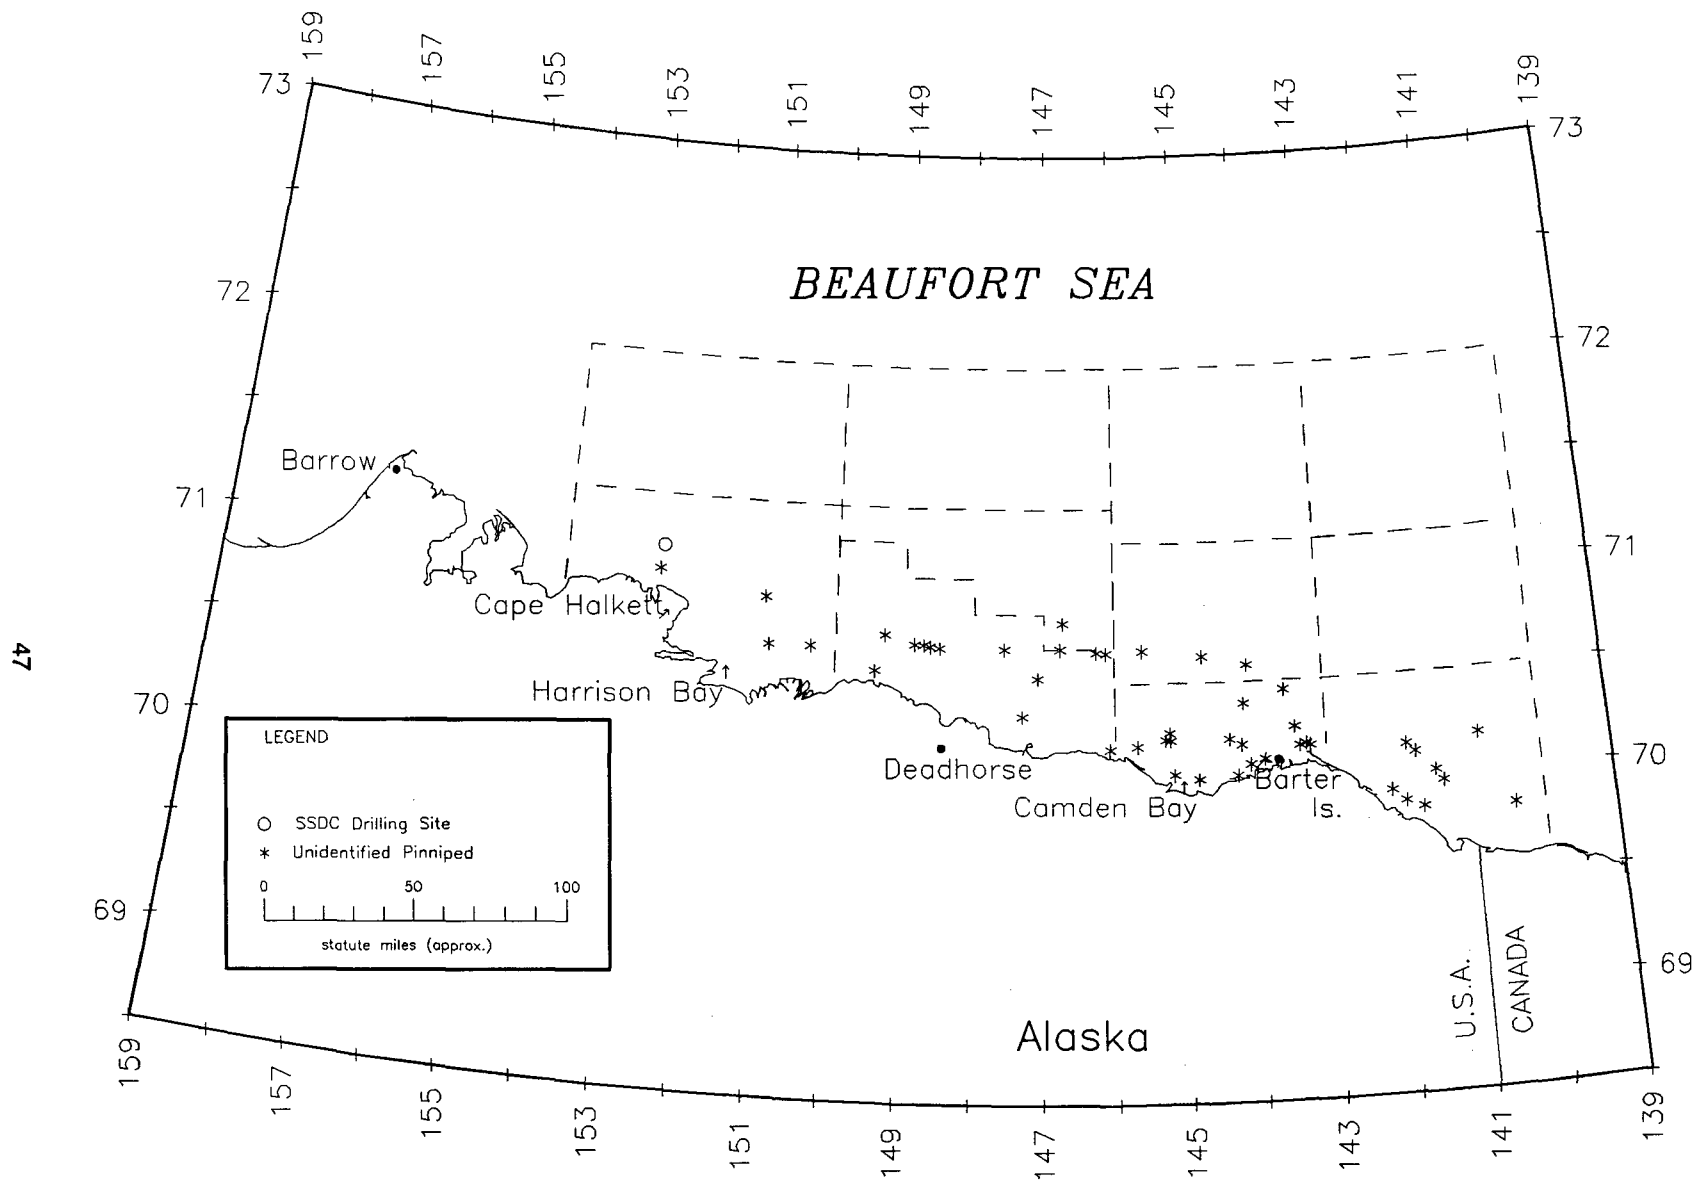 159
157
155
153
151
149
147
145
143
141
139
73
73
BEAUFORT SEA
72
72
Barrow
71
71
Cape Halkett
47
Harrison Bay
70
70
Deadhorse
Camden Bay
Barter
Is.
LEGEND
SSDC Drilling Site
Unidentified Pinniped
0 50 100
statute miles (approx.)
69
69
U.S.A.
CANADA
Alaska
159
157
155
153
151
149
147
145
143
141
139